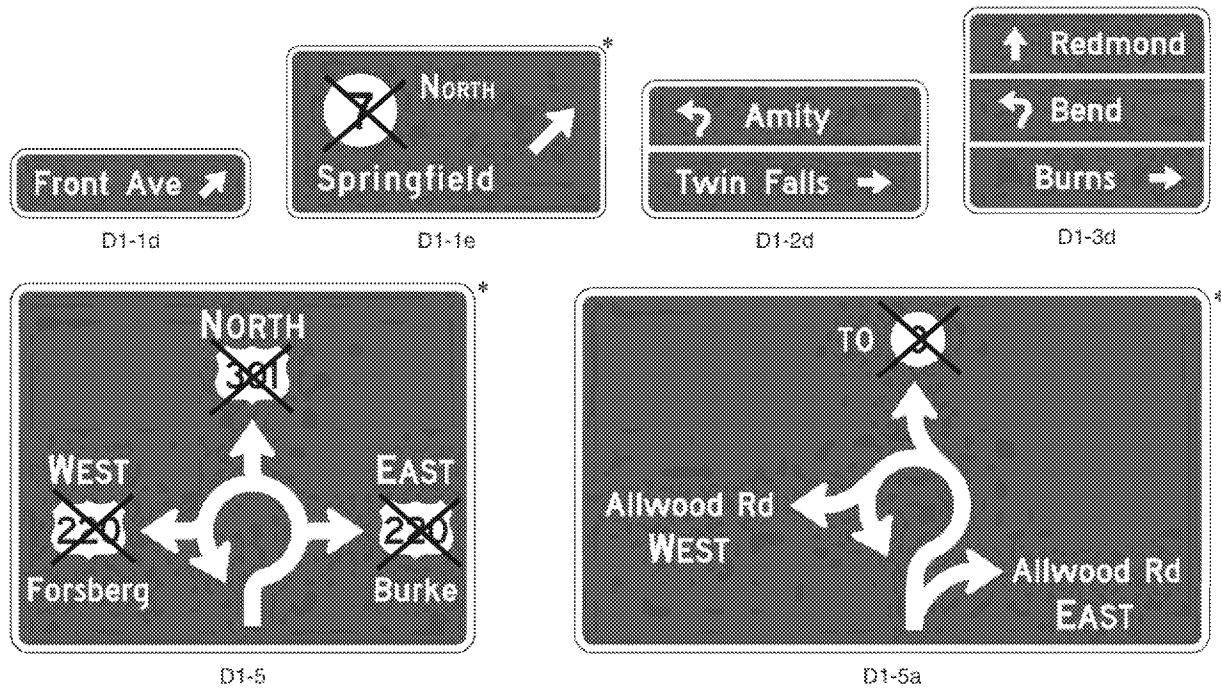 Front Ave
D1-1d
*
7
NORTH
Springfield
D1-1e
Amity
Twin Falls
D1-2d
Redmond
Bend
Burns
D1-3d
*
NORTH
301
WEST
220
Forsberg
EAST
220
Burke
D1-5
*
TO
Allwood Rd
WEST
Allwood Rd
EAST
D1-5a